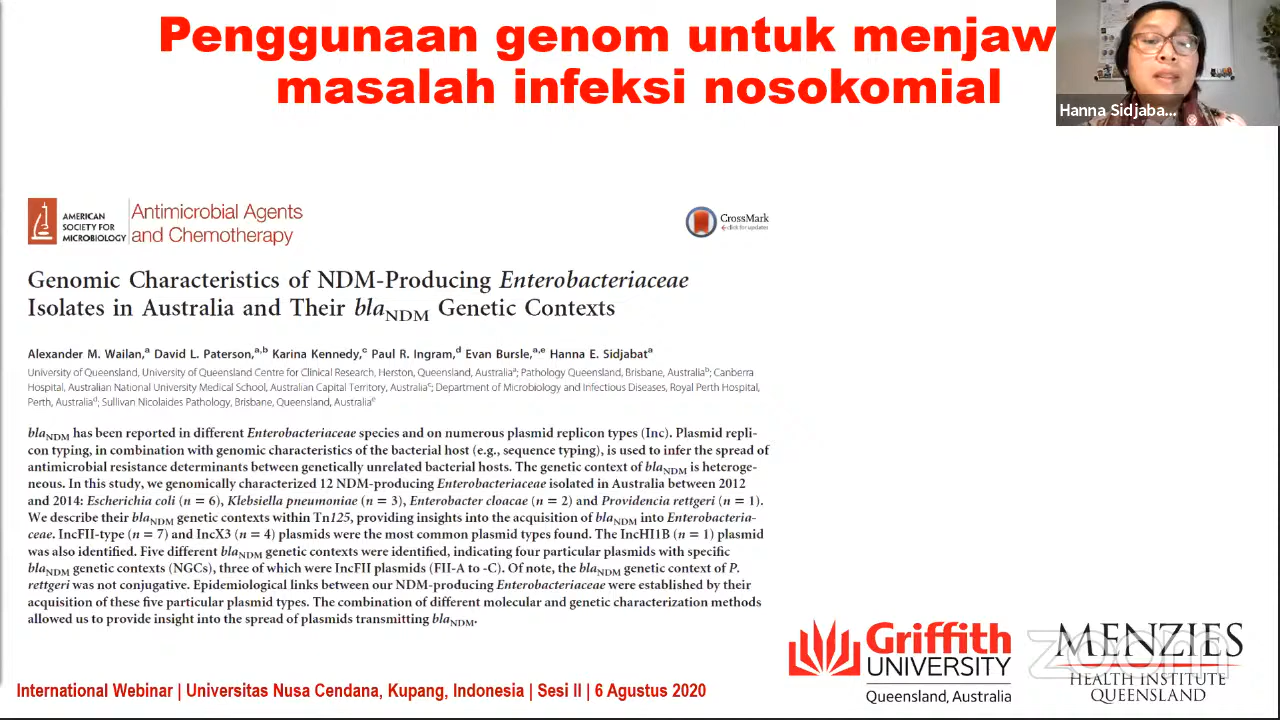 Penggunaan genom untuk menjaw
masalah infeksi nosokomial
Hanna Sidjaba...
AMERICAN
SOCIETY FOR
MICROBIOLOGY
Antimicrobial Agents
and Chemotherapy
CrossMark
click for updates
Genomic Characteristics of NDM-Producing Enterobacteriaceae
Isolates in Australia and Their blaNDM Genetic Contexts
Alexander M. Wailan,a David L. Paterson,a,b Karina Kennedy,c Paul R. Ingram,d Evan Bursle,a,e Hanna E. Sidjabata
University of Queensland, University of Queensland Centre for Clinical Research, Herston, Queensland, Australiaa; Pathology Queensland, Brisbane, Australiab; Canberra
Hospital, Australian National University Medical School, Australian Capital Territory, Australiac; Department of Microbiology and Infectious Diseases, Royal Perth Hospital,
Perth, Australiad; Sullivan Nicolaides Pathology, Brisbane, Queensland, Australiae
blaNDM has been reported in different Enterobacteriaceae species and on numerous plasmid replicon types (Inc). Plasmid repli-
con typing, in combination with genomic characteristics of the bacterial host (e.g., sequence typing), is used to infer the spread of
antimicrobial resistance determinants between genetically unrelated bacterial hosts. The genetic context of blaNDM is heteroge-
neous. In this study, we genomically characterized 12 NDM-producing Enterobacteriaceae isolated in Australia between 2012
and 2014: Escherichia coli (n = 6), Klebsiella pneumoniae (n = 3), Enterobacter cloacae (n = 2) and Providencia rettgeri (n = 1).
We describe their blaNDM genetic contexts within Tn125, providing insights into the acquisition of blaNDM into Enterobacteria-
ceae. IncFII-type (n = 7) and IncX3 (n = 4) plasmids were the most common plasmid types found. The IncHI1B (n = 1) plasmid
was also identified. Five different blaNDM genetic contexts were identified, indicating four particular plasmids with specific
blaNDM genetic contexts (NGCs), three of which were IncFII plasmids (FII-A to -C). Of note, the blaNDM genetic context of P.
rettgeri was not conjugative. Epidemiological links between our NDM-producing Enterobacteriaceae were established by their
acquisition of these five particular plasmid types. The combination of different molecular and genetic characterization methods
allowed us to provide insight into the spread of plasmids transmitting blaNDM.
Griffith
UNIVERSITY
Queensland, Australia
MENZIES
HEALTH INSTITUTE
QUEENSLAND
zoom
International Webinar | Universitas Nusa Cendana, Kupang, Indonesia | Sesi II | 6 Agustus 2020